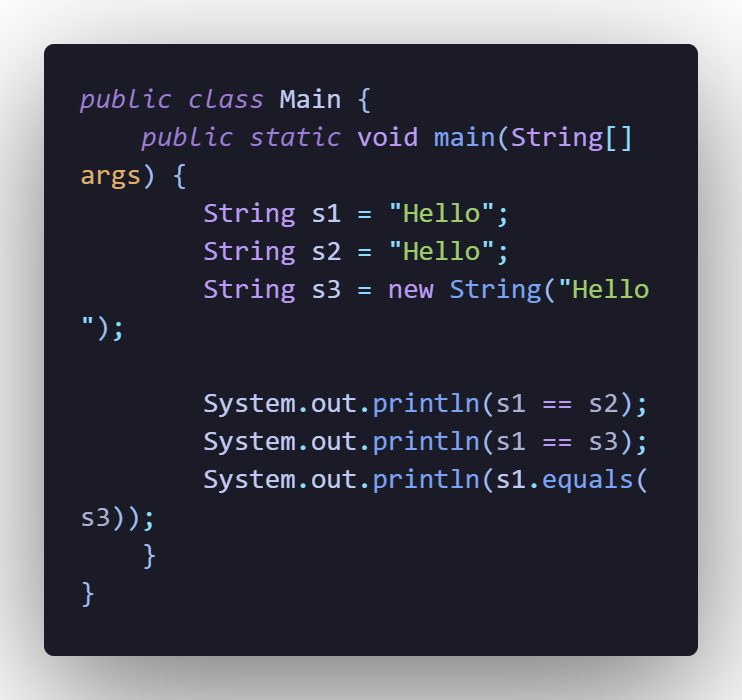 public class Main {
    public static void main(String[]
args) {
        String s1 = "Hello";
        String s2 = "Hello";
        String s3 = new String("Hello
");

        System.out.println(s1 == s2);
        System.out.println(s1 == s3);
        System.out.println(s1.equals(
s3));
    }
}